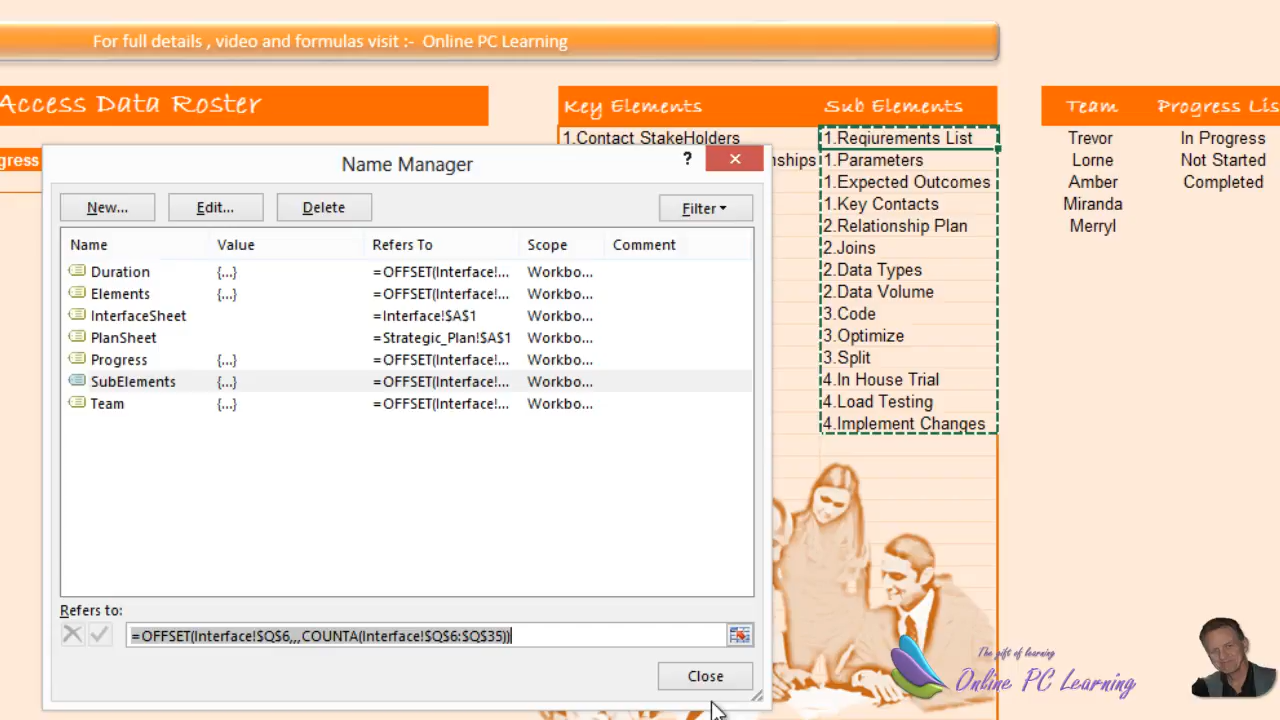 For full details , video and formulas visit :-  Online PC Learning
Access Data Roster
Key Elements
Sub Elements
Team
Progress Lis
gress
1.Contact StakeHolders
nships
1.Reqiurements List
1.Parameters
1.Expected Outcomes
1.Key Contacts
2.Relationship Plan
2.Joins
2.Data Types
2.Data Volume
3.Code
3.Optimize
3.Split
4.In House Trial
4.Load Testing
4.Implement Changes
Trevor
Lorne
Amber
Miranda
Merryl
In Progress
Not Started
Completed
Name Manager
?
New...
Edit...
Delete
Filter
Name Value Refers To Scope Comment
Duration {...} =OFFSET(Interface!... Workbo...
Elements {...} =OFFSET(Interface!... Workbo...
InterfaceSheet =Interface!$A$1 Workbo...
PlanSheet =Strategic_Plan!$A$1 Workbo...
Progress {...} =OFFSET(Interface!... Workbo...
SubElements {...} =OFFSET(Interface!... Workbo...
Team {...} =OFFSET(Interface!... Workbo...
Refers to:
=OFFSET(Interface!$Q$6,,,COUNTA(Interface!$Q$6:$Q$35))
Close
The gift of learning
Online PC Learning